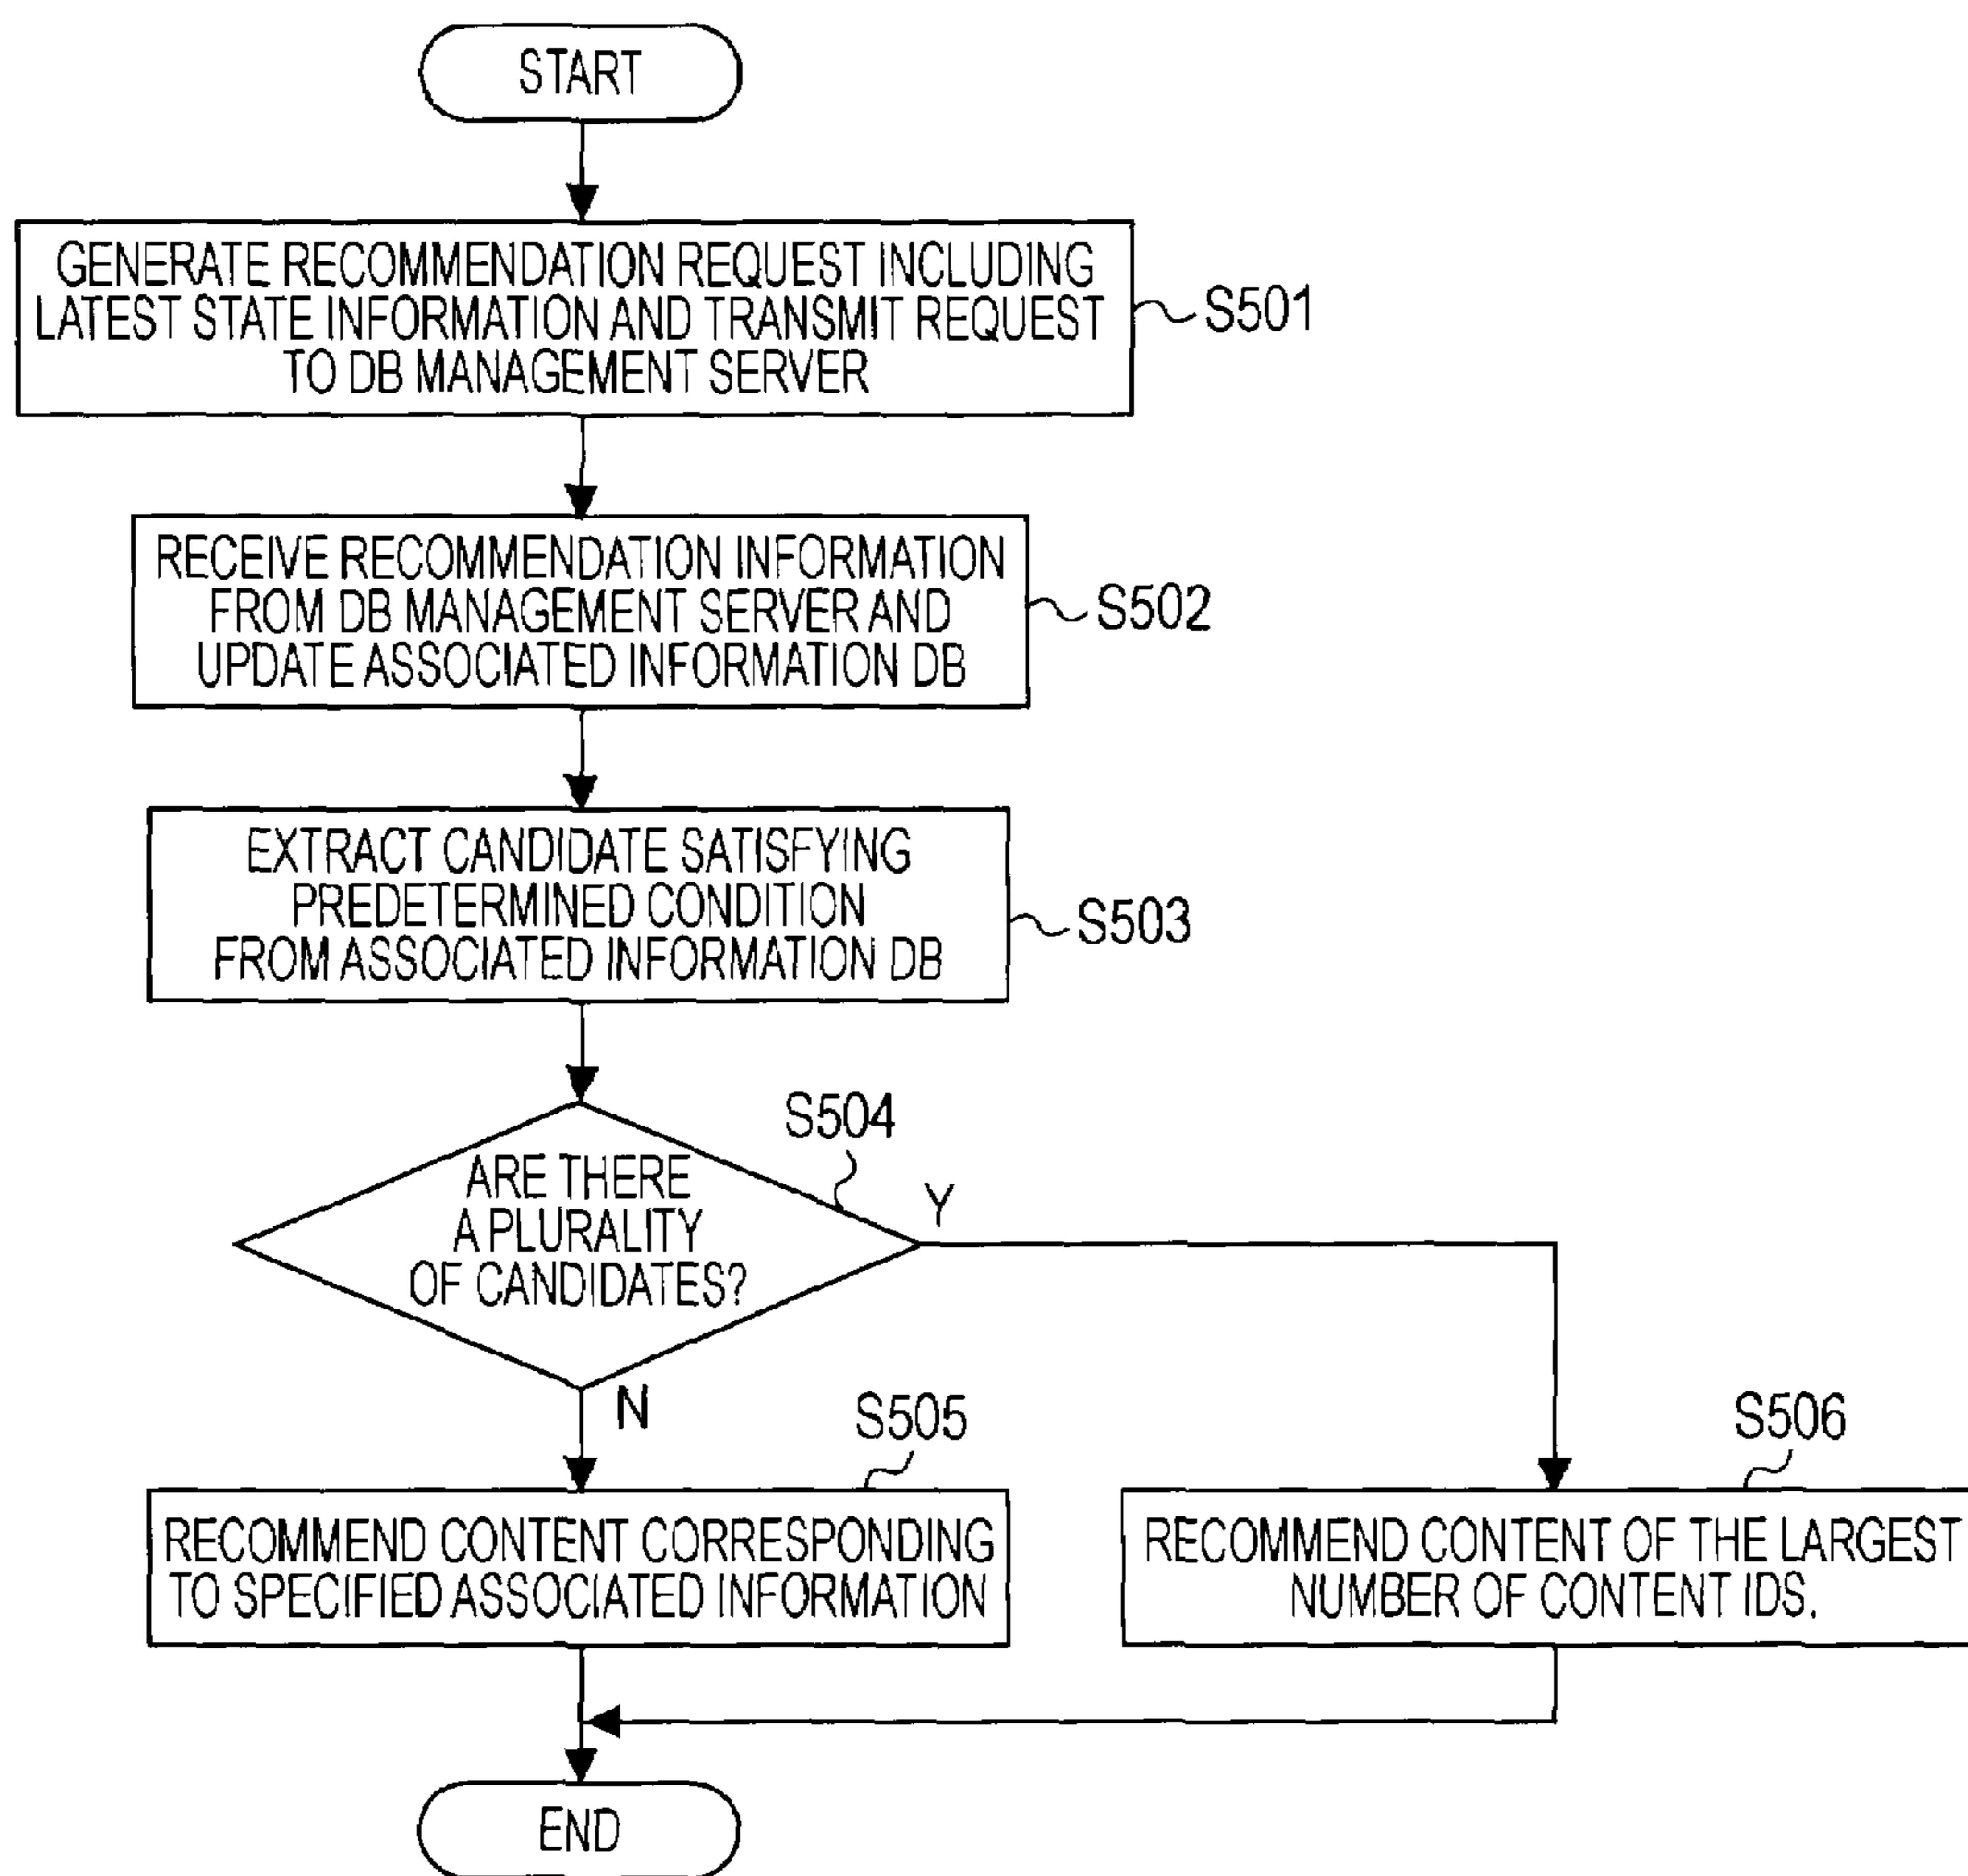 START
GENERATE RECOMMENDATION REQUEST INCLUDING
LATEST STATE INFORMATION AND TRANSMIT REQUEST
TO DB MANAGEMENT SERVER
S501
RECEIVE RECOMMENDATION INFORMATION
FROM DB MANAGEMENT SERVER AND
UPDATE ASSOCIATED INFORMATION DB
S502
EXTRACT CANDIDATE SATISFYING
PREDETERMINED CONDITION
FROM ASSOCIATED INFORMATION DB
S503
S504
ARE THERE
A PLURALITY
OF CANDIDATES?
Y
N
S505
RECOMMEND CONTENT CORRESPONDING
TO SPECIFIED ASSOCIATED INFORMATION
S506
RECOMMEND CONTENT OF THE LARGEST
NUMBER OF CONTENT IDS.
END